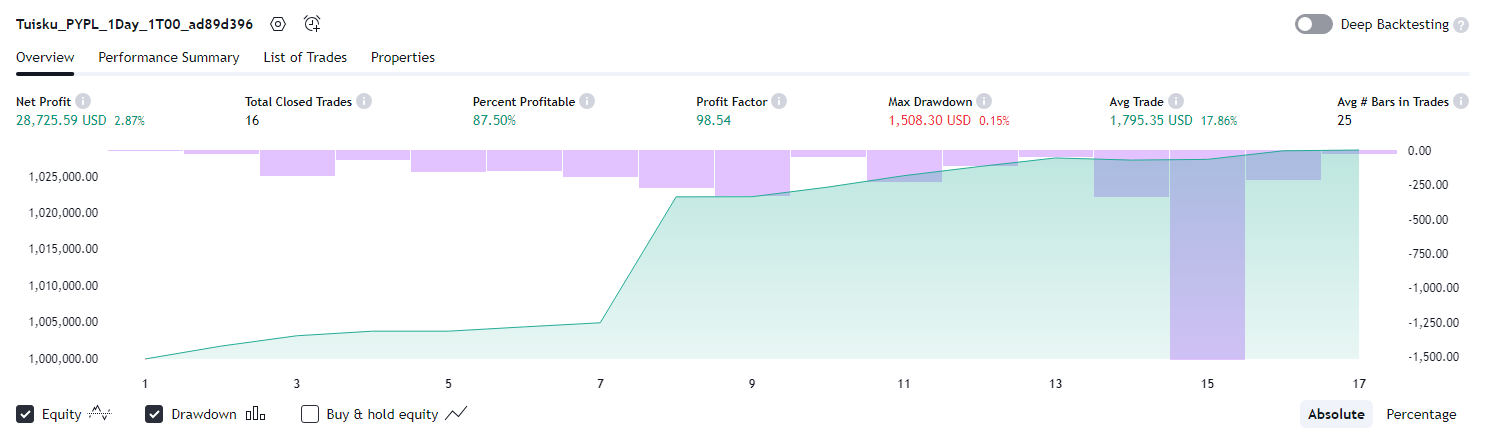 Tuisku_PYPL_1Day_1T00_ad89d396
Deep Backtesting ?
Overview Performance Summary List of Trades Properties
Net Profit Total Closed Trades Percent Profitable Profit Factor Max Drawdown Avg Trade Avg # Bars in Trades
28,725.59 USD 2.87% 16 87.50% 98.54 1,508.30 USD 0.15% 1,795.35 USD 17.86% 25
0.00
1,025,000.00
-250.00
1,020,000.00
-500.00
1,015,000.00
-750.00
1,010,000.00
-1,000.00
1,005,000.00
-1,250.00
1,000,000.00
-1,500.00
1 3 5 7 9 11 13 15 17
Equity Drawdown Buy & hold equity Absolute Percentage